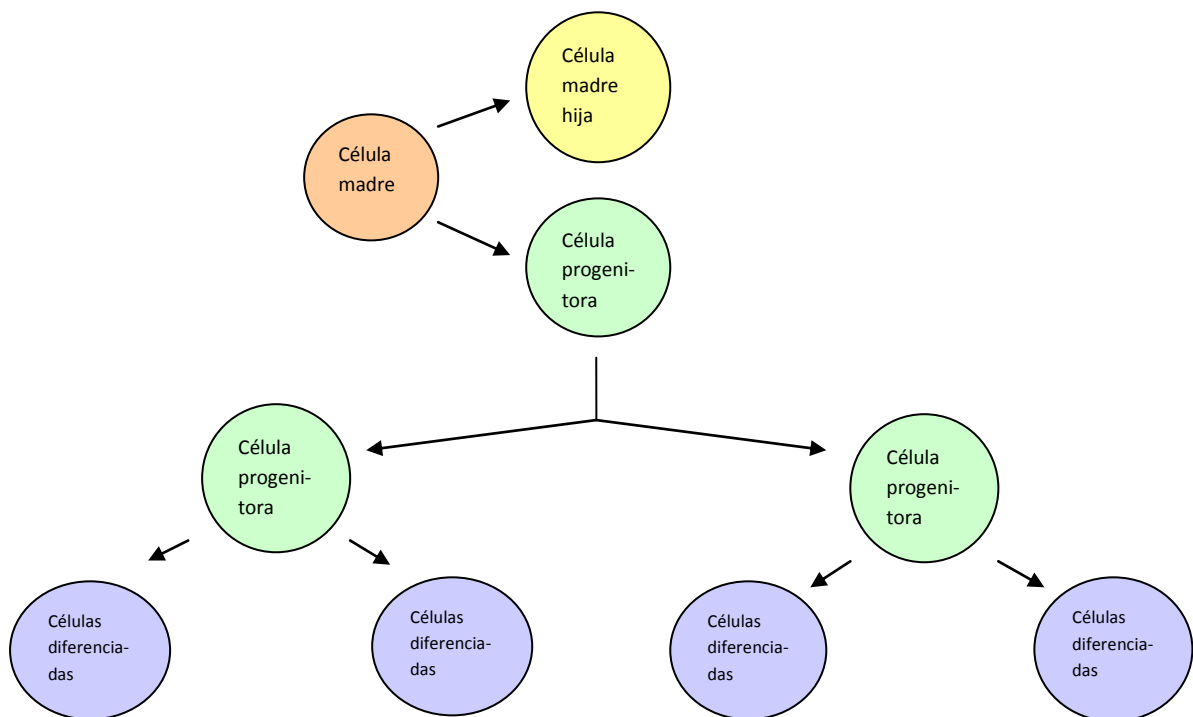 Célula
madre
hija
Célula
madre
Célula
progeni-
tora
Célula
progeni-
tora
Célula
progeni-
tora
Células
diferencia-
das
Células
diferencia-
das
Células
diferencia-
das
Células
diferencia-
das